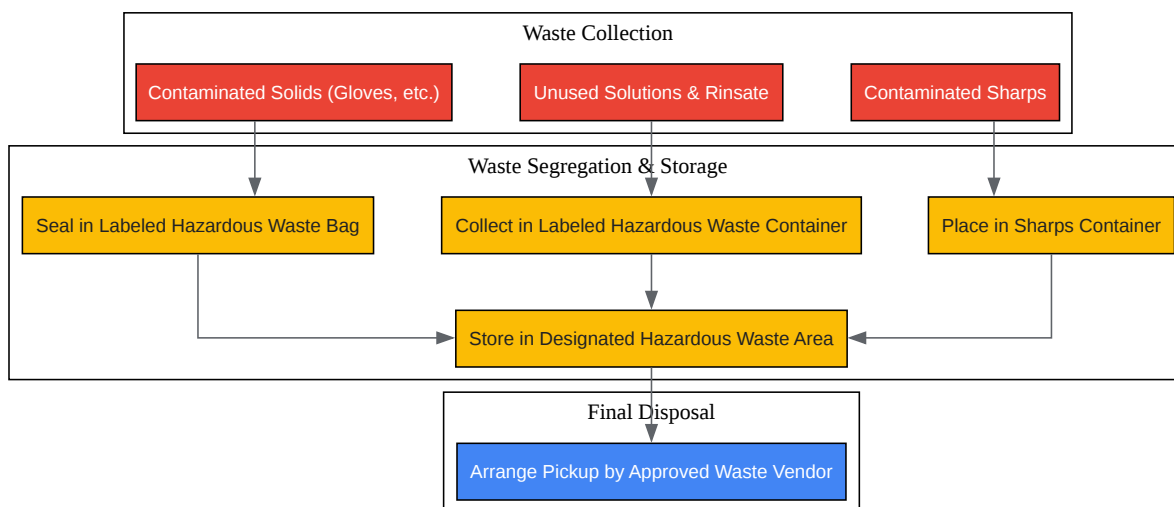 Waste Collection
Contaminated Solids (Gloves, etc.)
Unused Solutions & Rinsate
Contaminated Sharps
Waste Segregation & Storage
Seal in Labeled Hazardous Waste Bag
Collect in Labeled Hazardous Waste Container
Place in Sharps Container
Store in Designated Hazardous Waste Area
Final Disposal
Arrange Pickup by Approved Waste Vendor